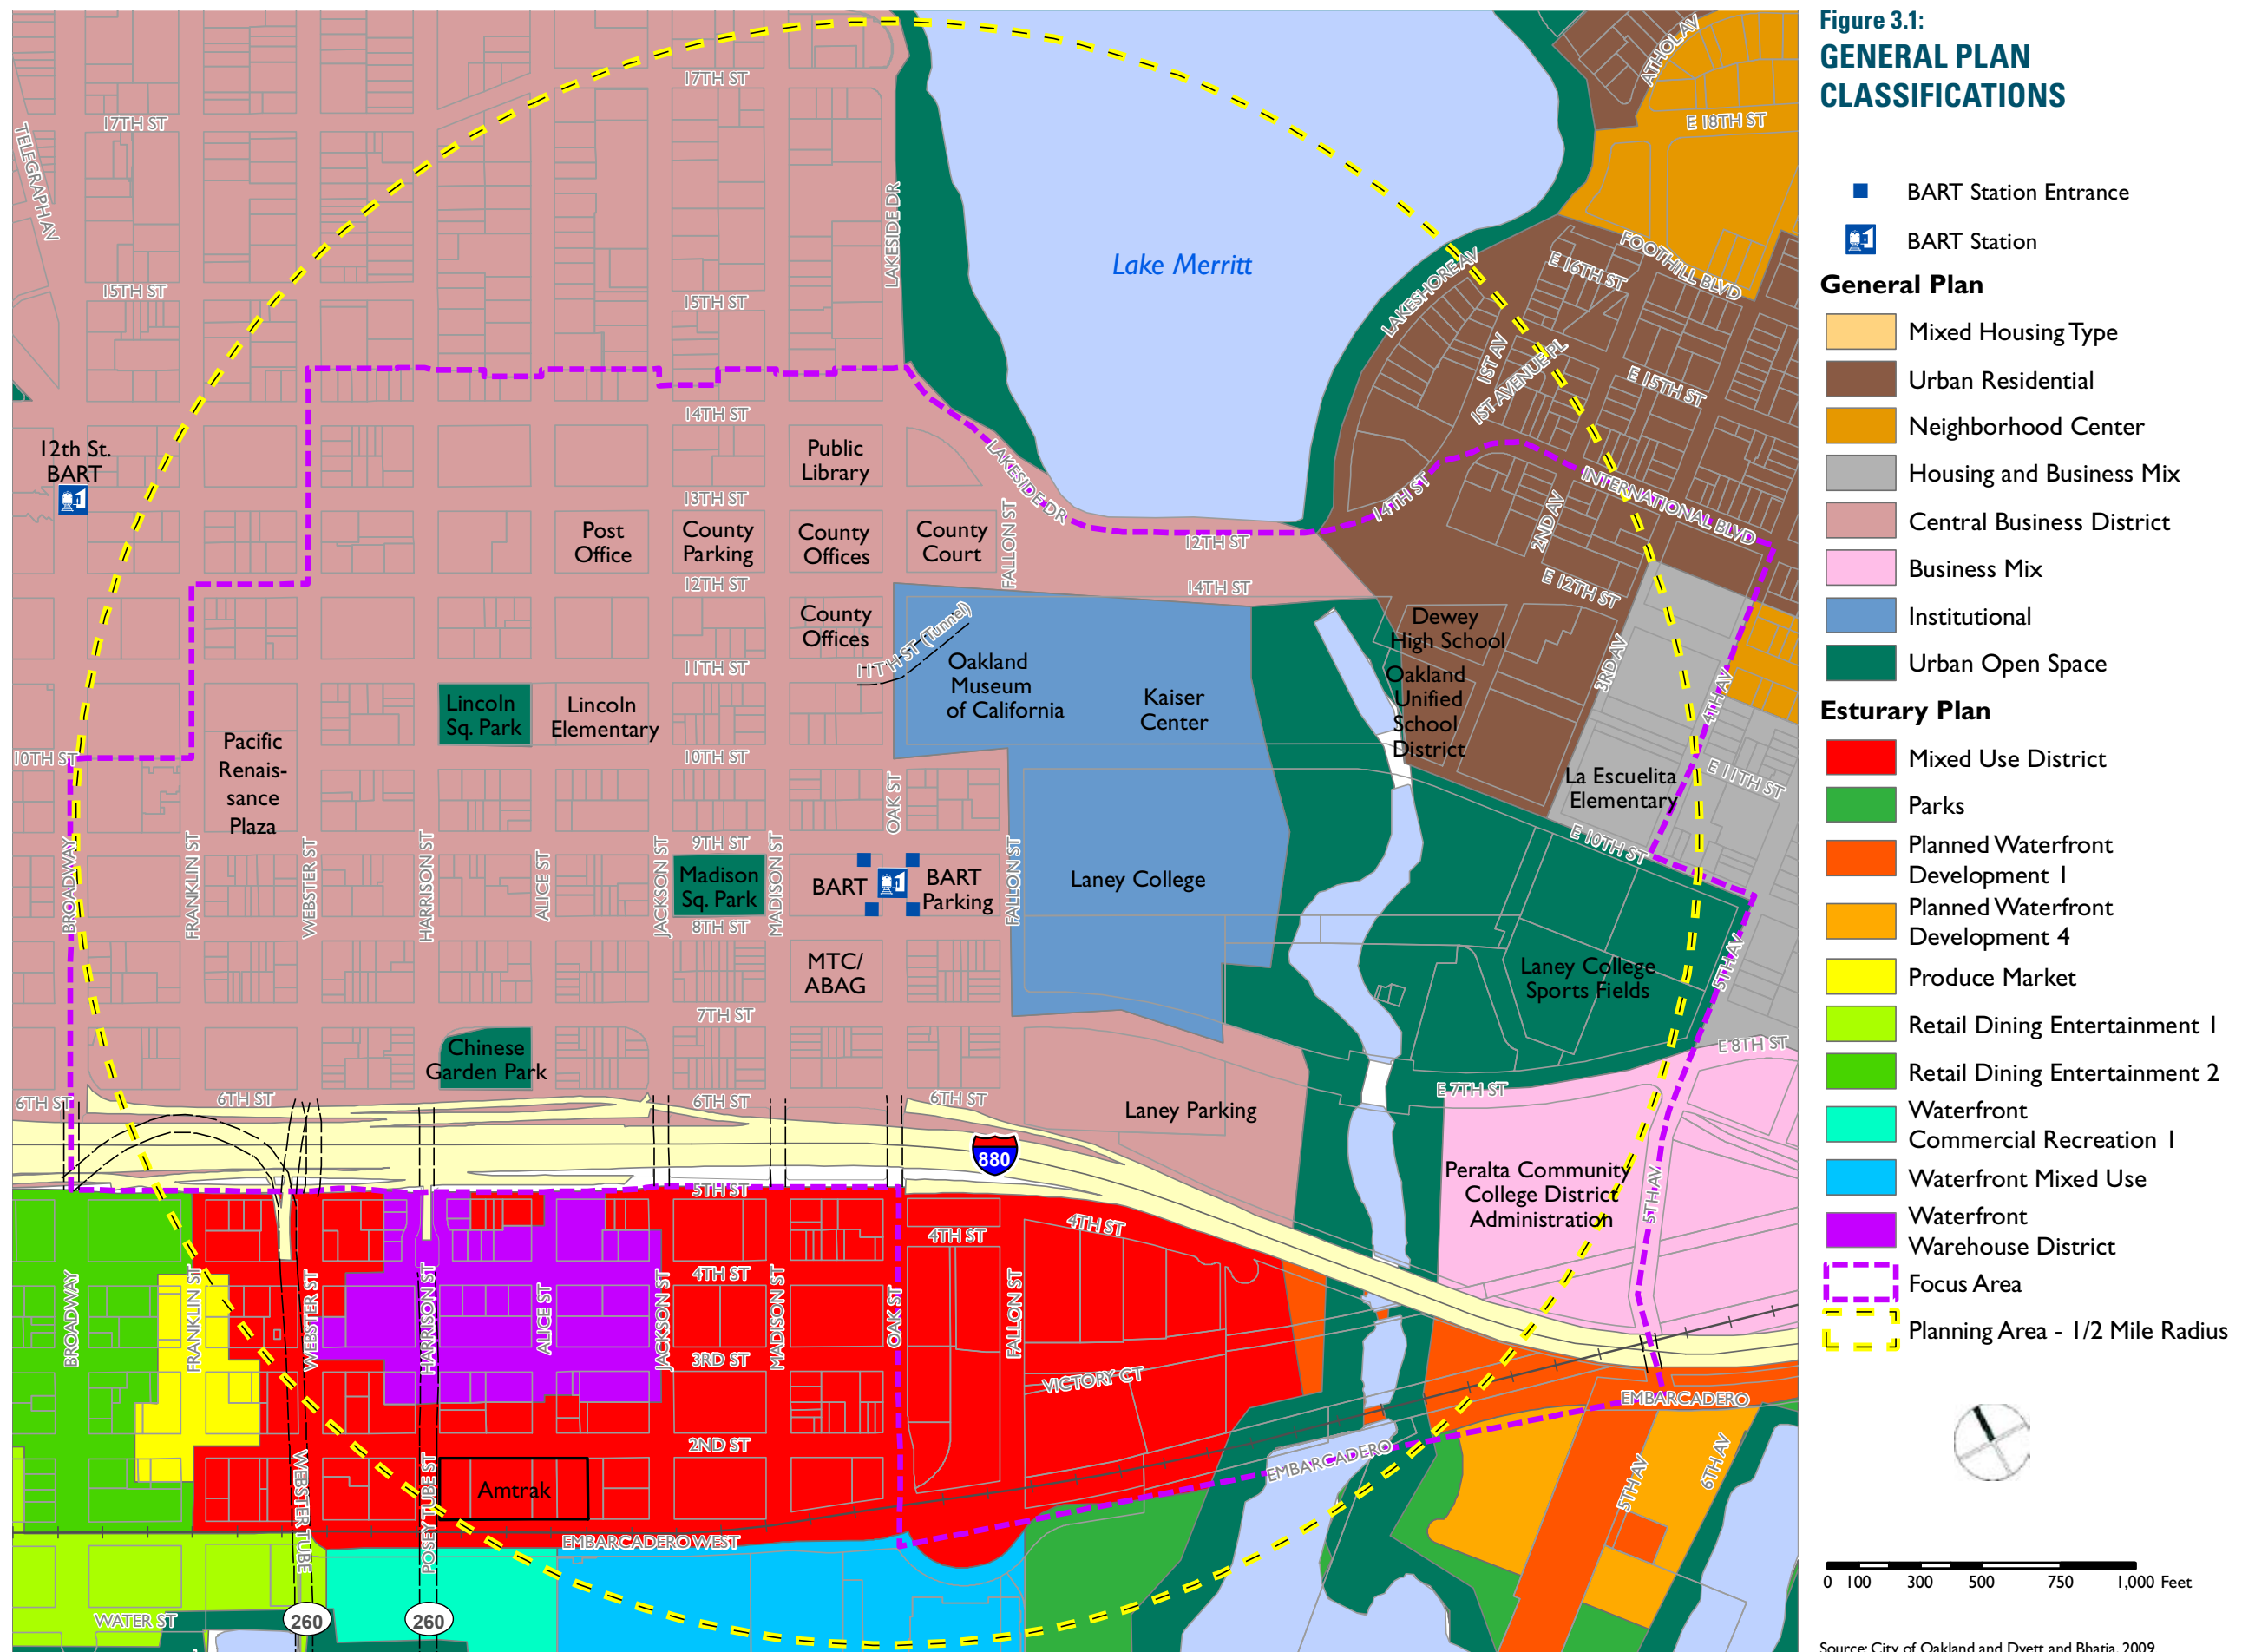 Figure 3.1:
GENERAL PLAN
CLASSIFICATIONS
BART Station Entrance
BART Station
General Plan
Mixed Housing Type
Urban Residential
Neighborhood Center
Housing and Business Mix
Central Business District
Business Mix
Institutional
Urban Open Space
Esturary Plan
Mixed Use District
Parks
Planned Waterfront
Development 1
Planned Waterfront
Development 4
Produce Market
Retail Dining Entertainment 1
Retail Dining Entertainment 2
Waterfront
Commercial Recreation 1
Waterfront Mixed Use
Waterfront
Warehouse District
Focus Area
Planning Area - 1/2 Mile Radius
0 100 300 500 750 1,000 Feet
Source: City of Oakland and Dyett and Bhatia, 2009
17TH ST
17TH ST
TELEGRAPH AV
15TH ST
15TH ST
LAKESIDE DR
Lake Merritt
ATHOL AV
E 18TH ST
FOOTHILL BLVD
E 16TH ST
LAKESHORE AV
1ST AV
1ST AVENUE PL
E 15TH ST
14TH ST
12th St.
BART
Public
Library
LAKESIDE DR
14TH ST
INTERNATIONAL BLVD
2ND AV
13TH ST
Post
Office
County
Parking
County
Offices
County
Court
FALLON ST
12TH ST
12TH ST
14TH ST
E 12TH ST
County
Offices
11TH ST (Tunnel)
11TH ST
Oakland
Museum
of California
Kaiser
Center
Dewey
High School
Oakland
Unified
School
District
3RD AV
4TH AV
Lincoln
Sq. Park
Lincoln
Elementary
Pacific
Renais-
sance
Plaza
10TH ST
10TH ST
La Escuelita
Elementary
E 11TH ST
E 10TH ST
OAK ST
9TH ST
BROADWAY
FRANKLIN ST
WEBSTER ST
HARRISON ST
ALICE ST
JACKSON ST
Madison
Sq. Park
MADISON ST
BART
BART
Parking
FALLON ST
Laney College
8TH ST
MTC/
ABAG
Laney College
Sports Fields
5TH AV
7TH ST
E 8TH ST
Chinese
Garden Park
6TH ST
6TH ST
6TH ST
6TH ST
E 7TH ST
Laney Parking
880
Peralta Community
College District
Administration
5TH AV
5TH ST
4TH ST
4TH ST
4TH ST
BROADWAY
FRANKLIN ST
WEBSTER ST
HARRISON ST
ALICE ST
JACKSON ST
MADISON ST
OAK ST
FALLON ST
3RD ST
VICTORY CT
EMBARCADERO
2ND ST
EMBARCADERO
5TH AV
6TH AV
Amtrak
WEBSTER TUBE
POSEY TUBE ST
EMBARCADERO WEST
WATER ST
260
260